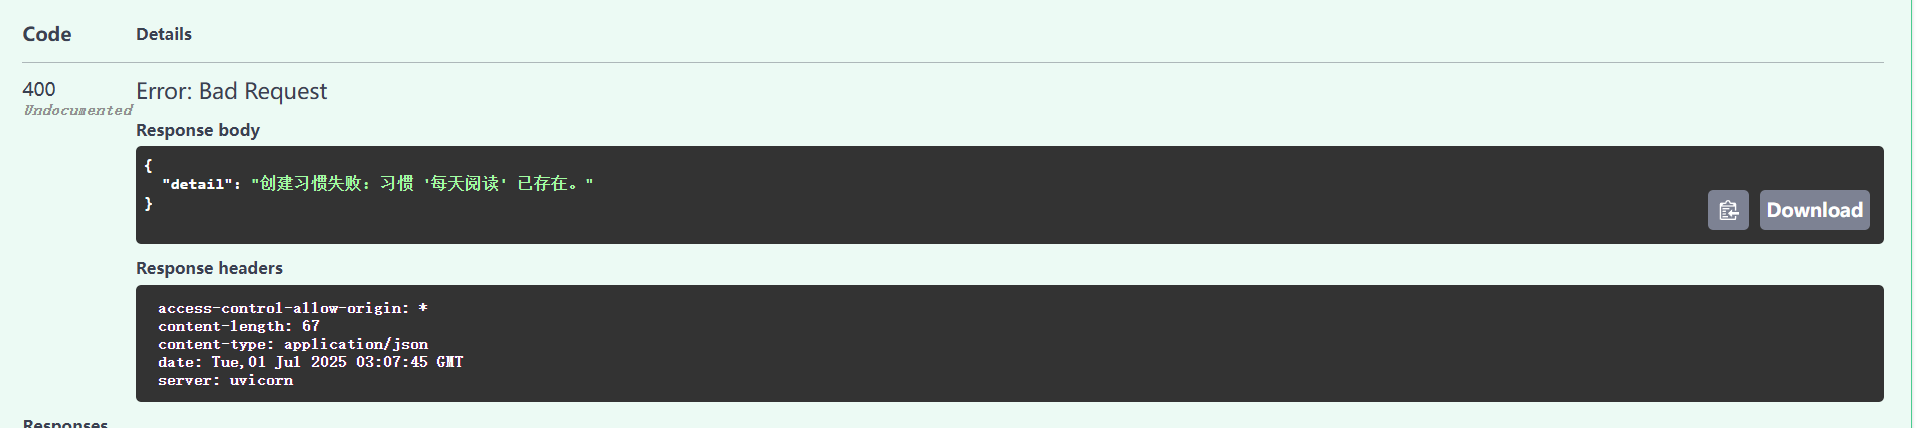 Code Details
400 Error: Bad Request
Undocumented
Response body
{
"detail": "创建习惯失败：习惯 '每天阅读' 已存在。"
}
Download
Response headers
access-control-allow-origin: *
content-length: 67
content-type: application/json
date: Tue,01 Jul 2025 03:07:45 GMT
server: uvicorn
Responses